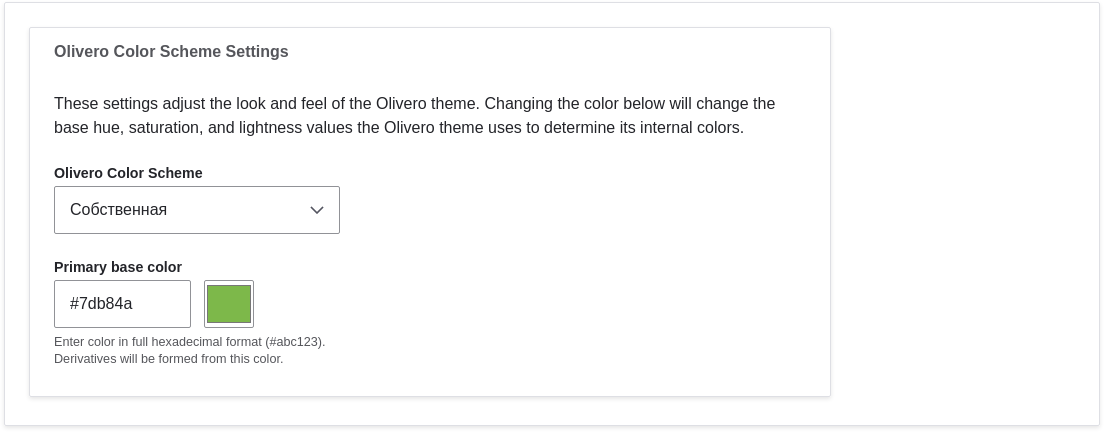 Olivero Color Scheme Settings
These settings adjust the look and feel of the Olivero theme. Changing the color below will change the
base hue, saturation, and lightness values the Olivero theme uses to determine its internal colors.
Olivero Color Scheme
Собственная
Primary base color
#7db84a
Enter color in full hexadecimal format (#abc123).
Derivatives will be formed from this color.